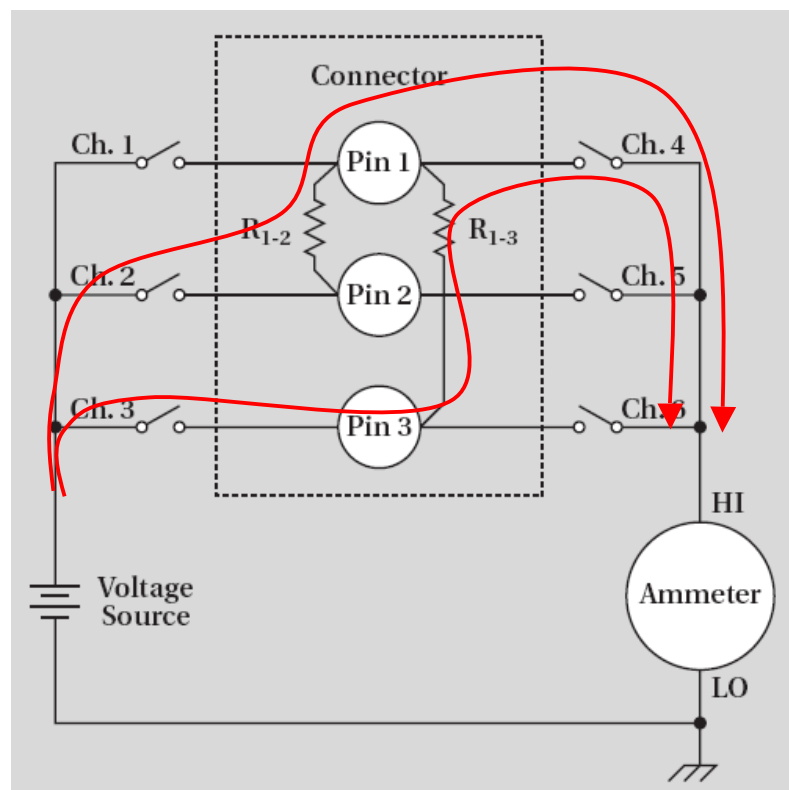 Connector
Ch. 1
Pin 1
Ch. 4
R1-2
R1-3
Ch. 2
Pin 2
Ch. 5
Ch. 3
Pin 3
Ch. 6
HI
Voltage
Source
Ammeter
LO